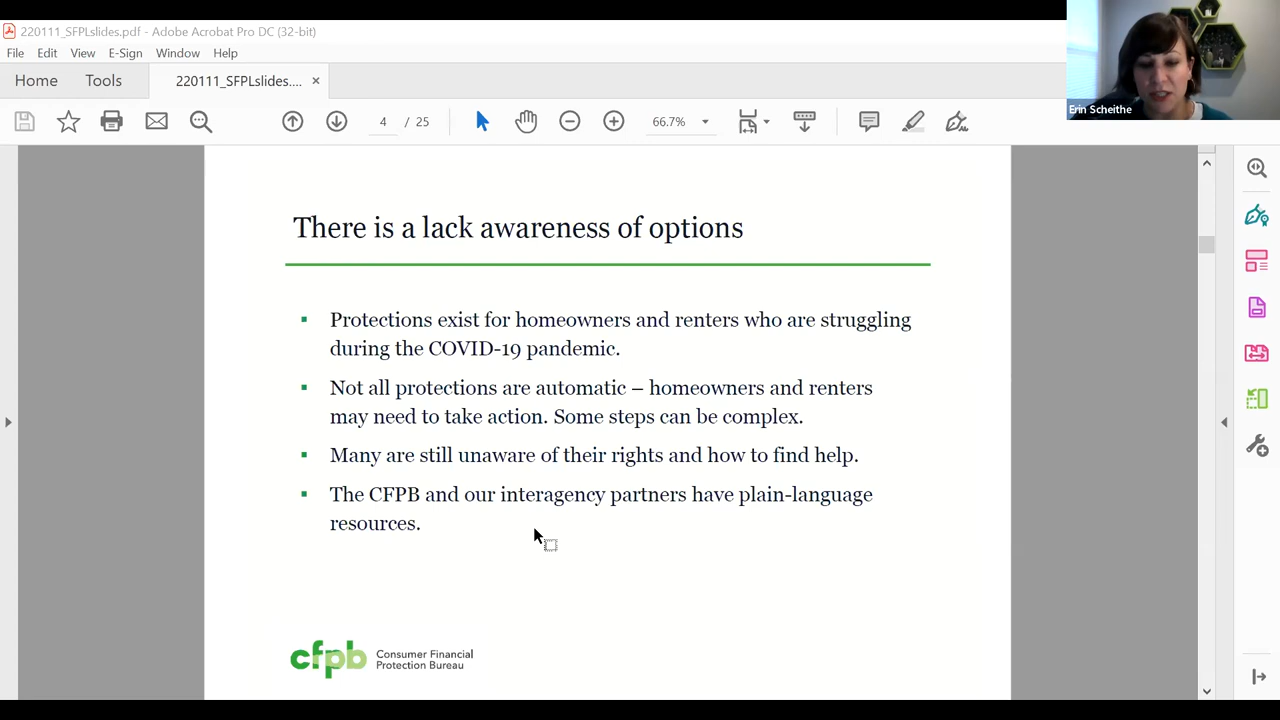 220111_SFPLslides.pdf - Adobe Acrobat Pro DC (32-bit)
File Edit View E-Sign Window Help
Home Tools 220111_SFPLslides.... ×
4 / 25 66.7%
Erin Scheithe
There is a lack awareness of options
Protections exist for homeowners and renters who are struggling
during the COVID-19 pandemic.
Not all protections are automatic – homeowners and renters
may need to take action. Some steps can be complex.
Many are still unaware of their rights and how to find help.
The CFPB and our interagency partners have plain-language
resources.
cfpb Consumer Financial
Protection Bureau